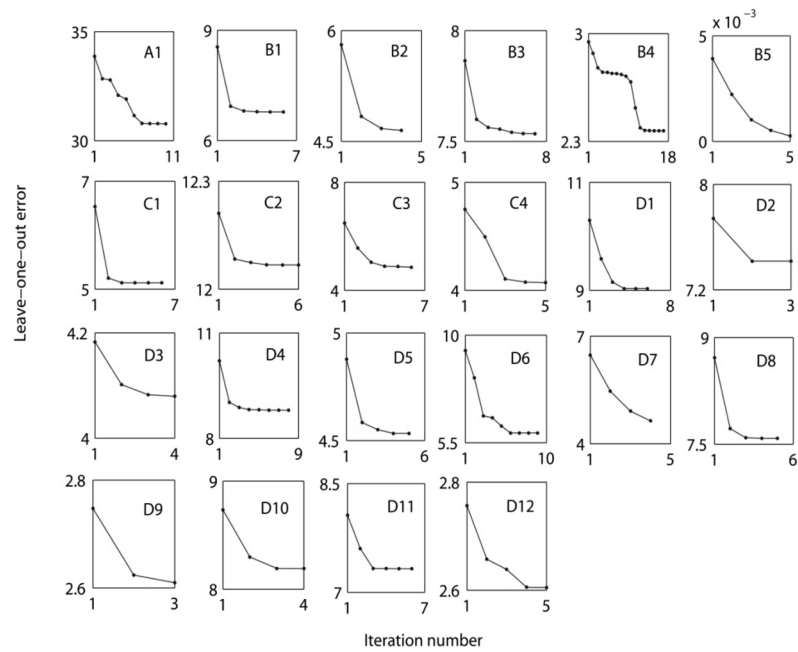 Leave–one–out error
35 A1 30 1 11
9 B1 6 1 7
6 B2 4.5 1 5
8 B3 7.5 1 8
3 B4 2.3 1 18
x 10 –3 5 B5 0 1 5
7 C1 5 1 7
12.3 C2 12 1 6
8 C3 4 1 7
5 C4 4 1 5
11 D1 9 1 8
8 D2 7.2 1 3
4.2 D3 4 1 4
11 D4 8 1 9
5 D5 4.5 1 6
10 D6 5.5 1 10
7 D7 4 1 5
9 D8 7.5 1 6
2.8 D9 2.6 1 3
9 D10 8 1 4
8.5 D11 7 1 7
2.8 D12 2.6 1 5
Iteration number